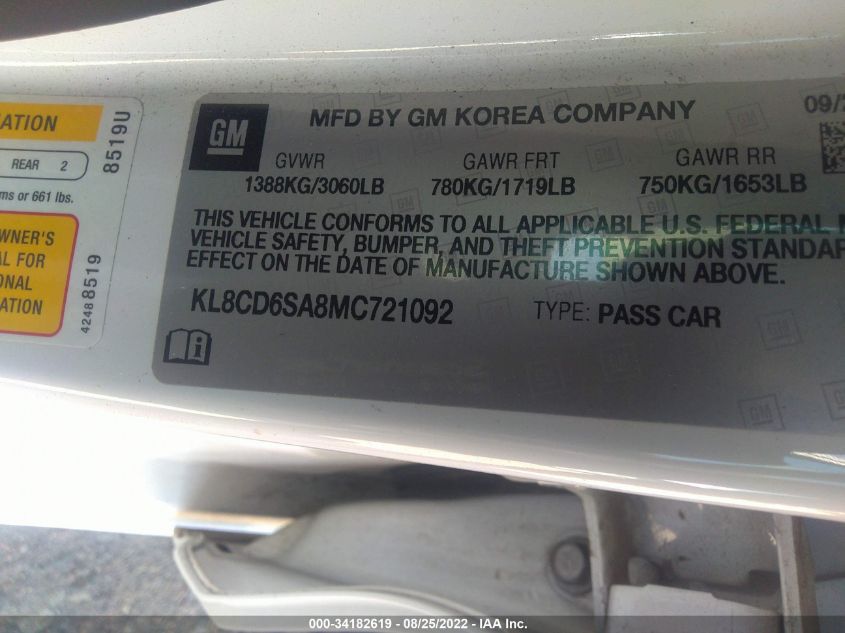 ATION
REAR 2
ms or 661 lbs.
8519U
WNER'S
AL FOR
ONAL
ATION
42488519
GM
MFD BY GM KOREA COMPANY
09/2
GVWR
GAWR FRT
GAWR RR
1388KG/3060LB
780KG/1719LB
750KG/1653LB
THIS VEHICLE CONFORMS TO ALL APPLICABLE U.S. FEDERAL M
VEHICLE SAFETY, BUMPER, AND THEFT PREVENTION STANDAR
EFFECT ON THE DATE OF MANUFACTURE SHOWN ABOVE.
KL8CD6SA8MC721092
TYPE: PASS CAR
000-34182619 - 08/25/2022 - IAA Inc.